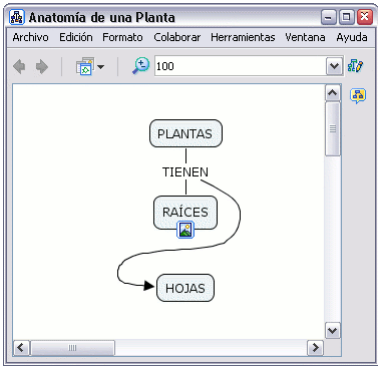 Anatomía de una Planta
Archivo Edición Formato Colaborar Herramientas Ventana Ayuda
100
PLANTAS
TIENEN
RAÍCES
HOJAS